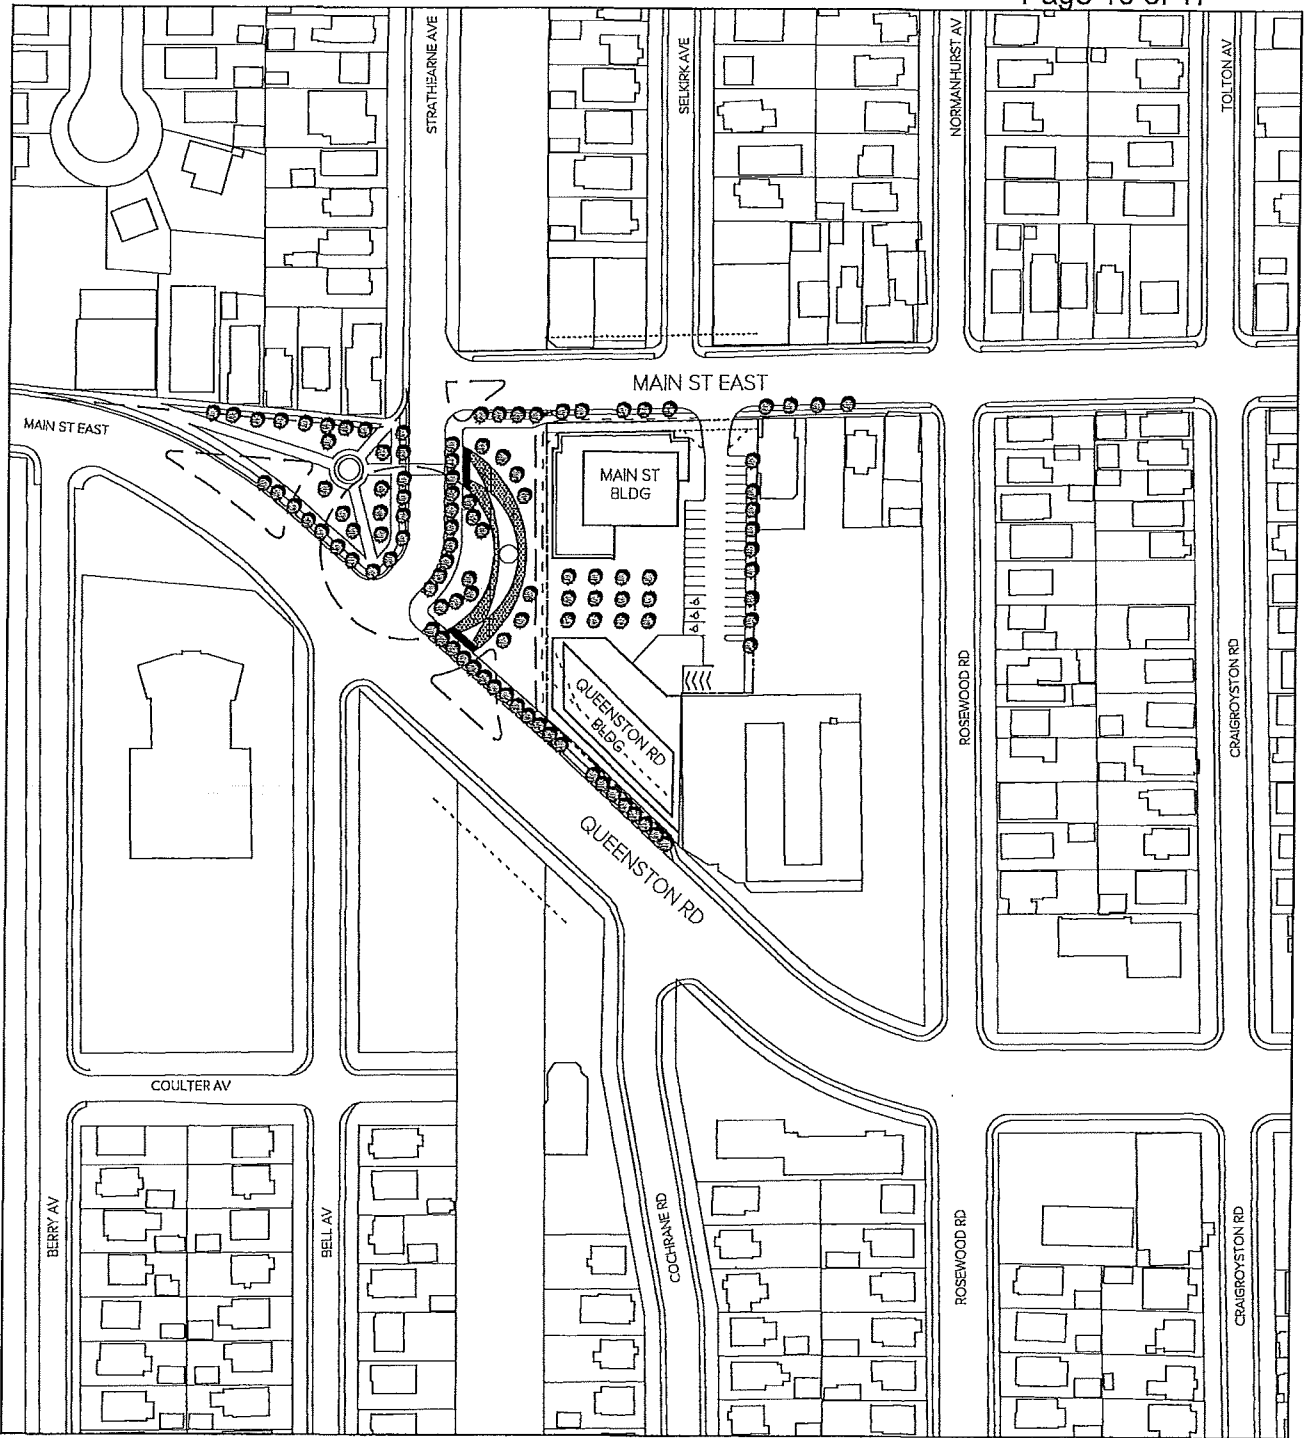 STRATHEARNE AVE
SELKIRK AVE
NORMANHURST AV
TOLTON AV
MAIN ST EAST
MAIN ST EAST
MAIN ST
BLDG
QUEENSTON RD
BLDG
QUEENSTON RD
ROSEWOOD RD
CRAIGROYSTON RD
COULTER AV
BERRY AV
BELL AV
COCHRANE RD
ROSEWOOD RD
CRAIGROYSTON RD